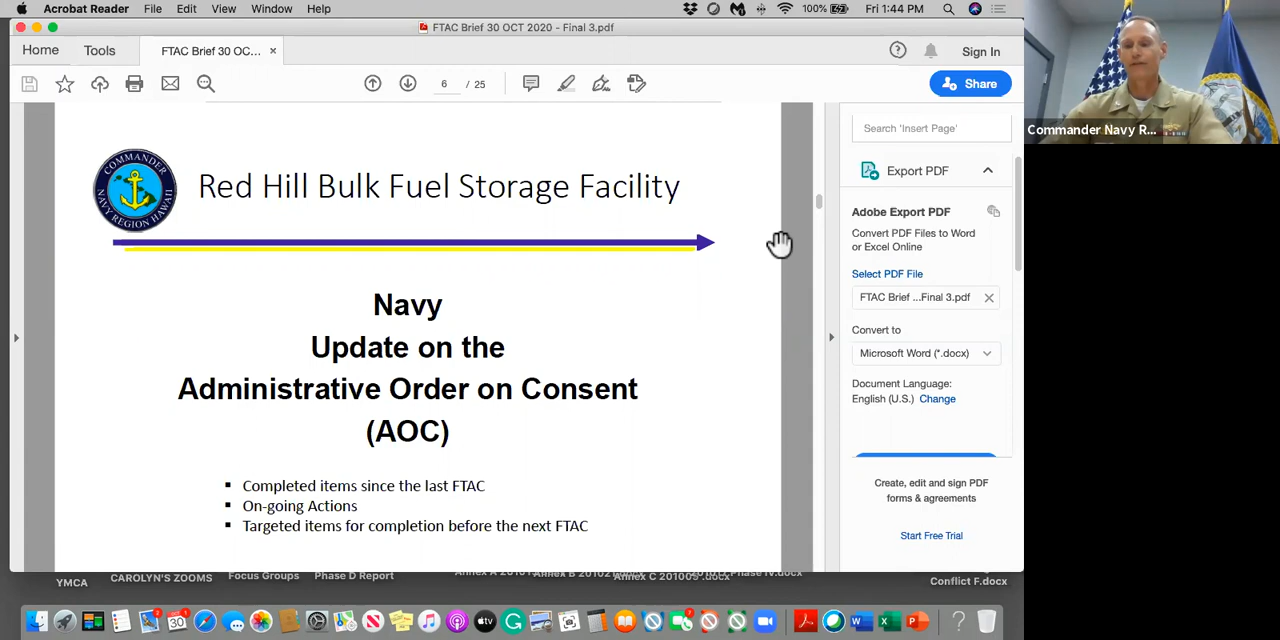 Acrobat Reader File Edit View Window Help 100% Fri 1:44 PM
FTAC Brief 30 OCT 2020 - Final 3.pdf
Home Tools FTAC Brief 30 OC... × Sign In
6 / 25 Share
COMMANDER
NAVY REGION HAWAII
Red Hill Bulk Fuel Storage Facility
Navy
Update on the
Administrative Order on Consent
(AOC)
▪ Completed items since the last FTAC
▪ On-going Actions
▪ Targeted items for completion before the next FTAC
Search 'Insert Page'
Export PDF
Adobe Export PDF
Convert PDF Files to Word
or Excel Online
Select PDF File
FTAC Brief ...Final 3.pdf
Convert to
Microsoft Word (*.docx)
Document Language:
English (U.S.) Change
Create, edit and sign PDF
forms & agreements
Start Free Trial
Commander Navy R...
YMCA
CAROLYN'S ZOOMS
Focus Groups
Phase D Report
Conflict F.docx
30